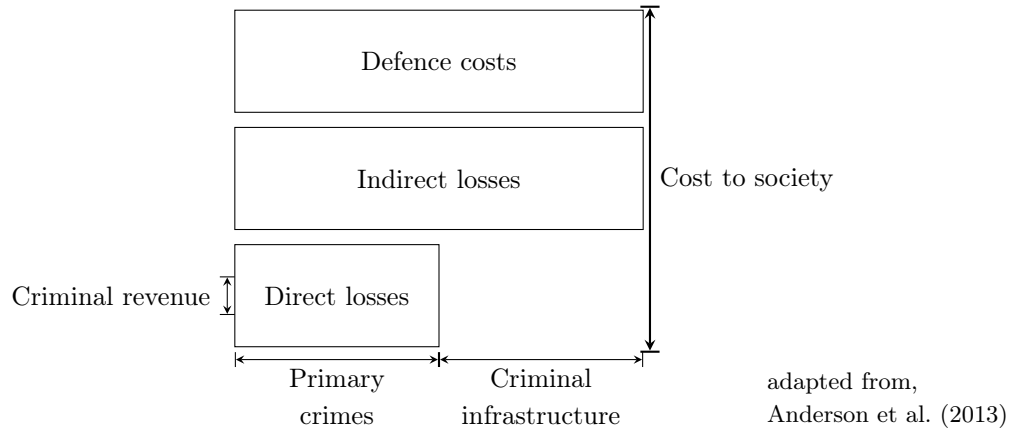 Defence costs
Indirect losses
Cost to society
Criminal revenue
Direct losses
Primary
crimes
Criminal
infrastructure
adapted from,
Anderson et al. (2013)